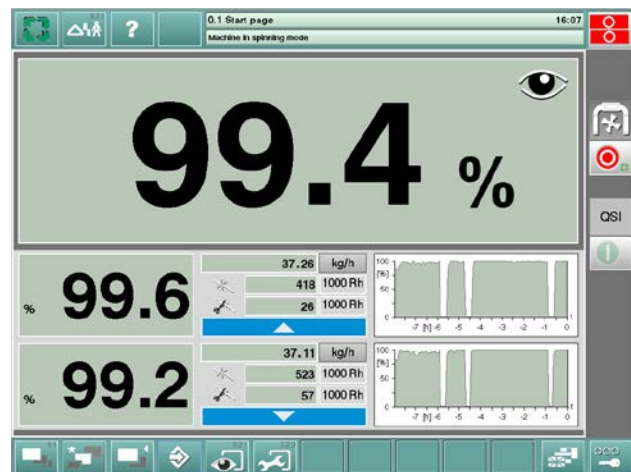 0.1 Start page 16:07
Machine in spinning mode
?
99.4 %
QSI
% 99.6
37.26 kg/h
418 1000 Rh
26 1000 Rh
100
[%]
50
-7 [h] -6 -5 -4 -3 -2 -1 0
% 99.2
37.11 kg/h
523 1000 Rh
57 1000 Rh
100
[%]
50
-7 [h] -6 -5 -4 -3 -2 -1 0